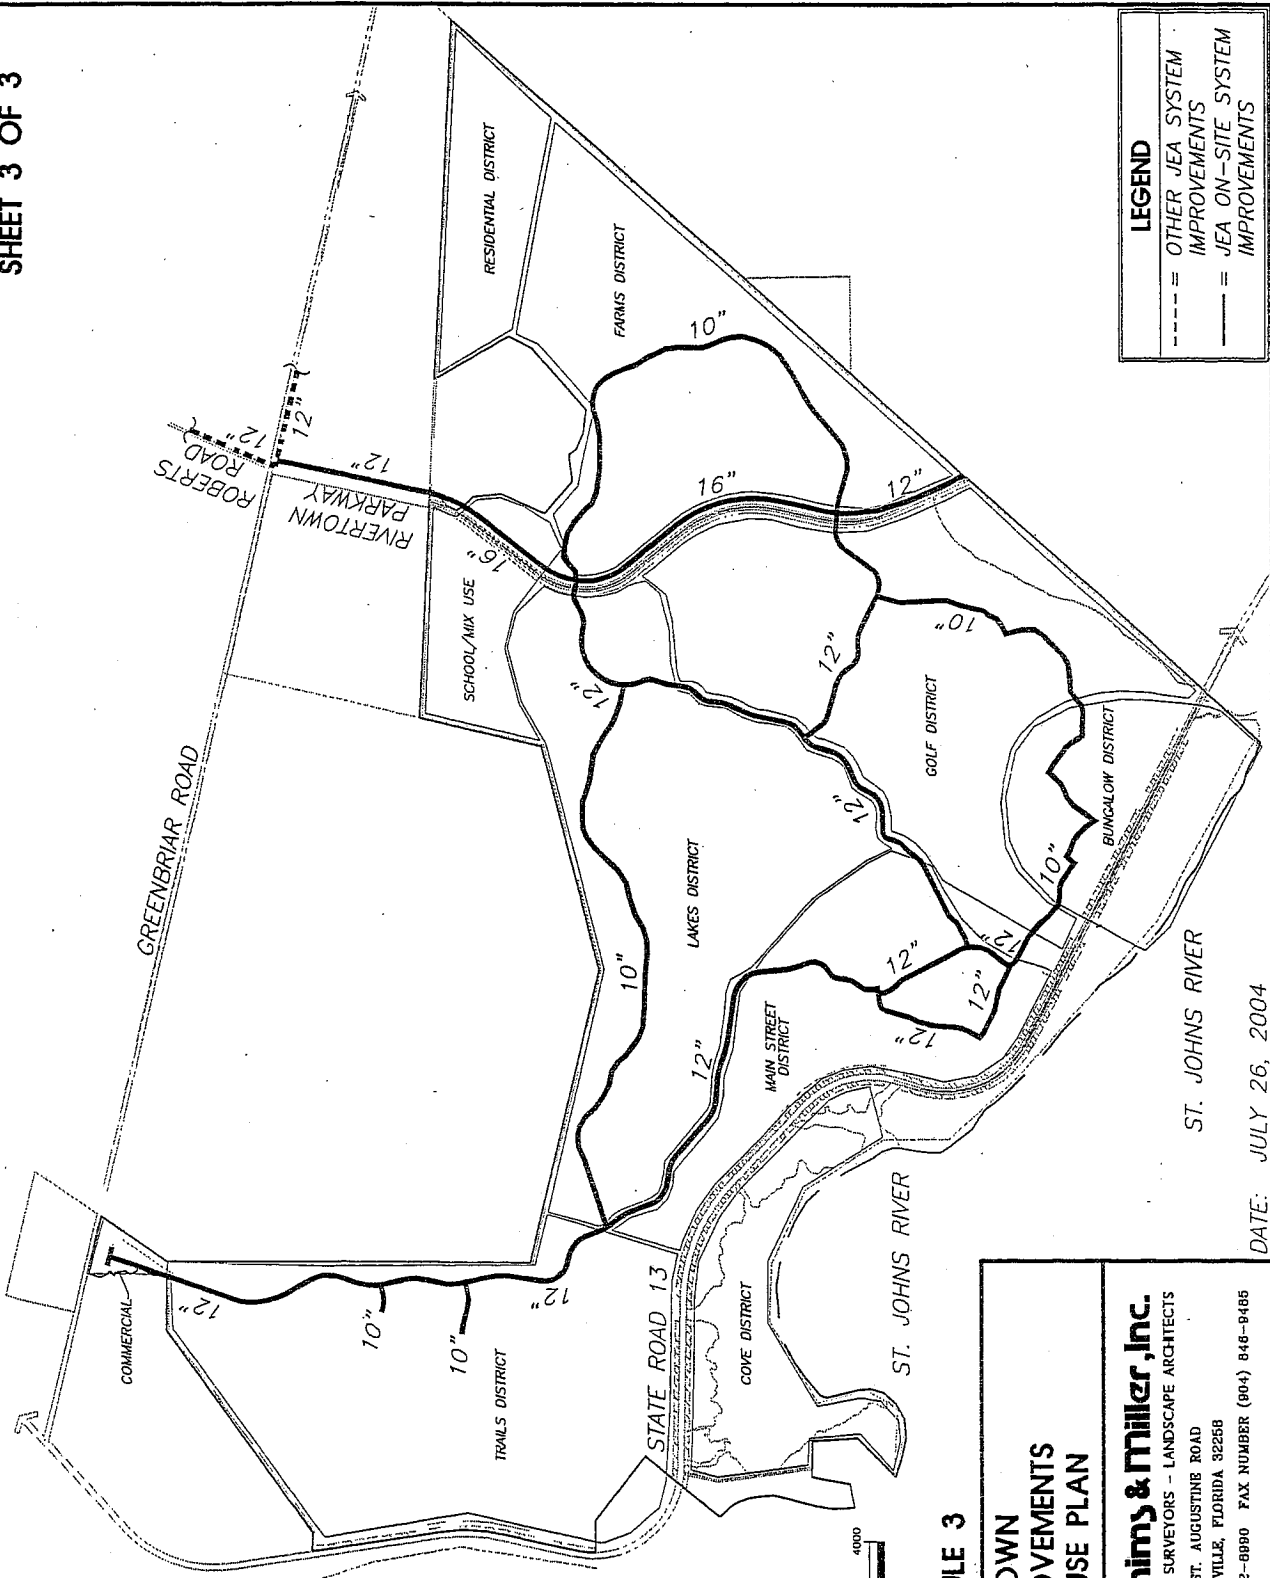 SHEET 3 OF 3
LEGEND
---- = OTHER JEA SYSTEM
IMPROVEMENTS
—— = JEA ON-SITE SYSTEM
IMPROVEMENTS
RESIDENTIAL DISTRICT
FARMS DISTRICT
10"
12"
12"
ROBERTS
ROAD
12"
RIVERTOWN
PARKWAY
16"
16"
12"
SCHOOL/MIX USE
GREENBRIAR ROAD
12"
12"
10"
GOLF DISTRICT
12"
BUNGALOW DISTRICT
10"
LAKES DISTRICT
10"
12"
12"
12"
12"
12"
MAIN STREET
DISTRICT
COMMERCIAL
12"
10"
10"
12"
TRAILS DISTRICT
STATE ROAD 13
COVE DISTRICT
ST. JOHNS RIVER
ST. JOHNS RIVER
DATE: JULY 26, 2004
4000
3
OWN
OVEMENTS
USE PLAN
& Miller, Inc.
SURVEYORS - LANDSCAPE ARCHITECTS
ST. AUGUSTINE ROAD
VILLE, FLORIDA 32258
2-8990 FAX NUMBER (904) 646-9485